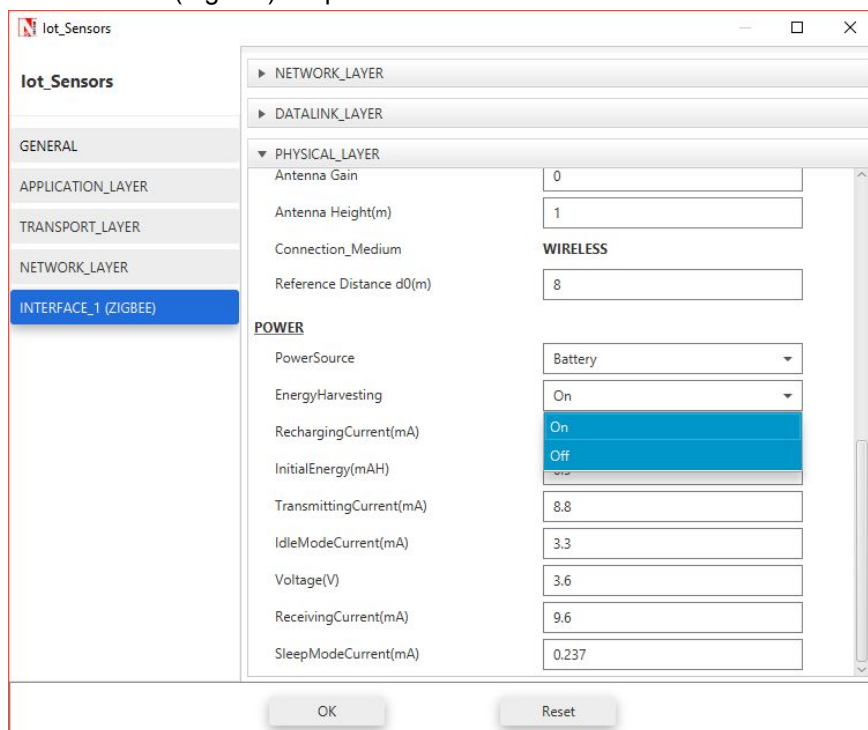 Iot_Sensors
Iot_Sensors
GENERAL
APPLICATION_LAYER
TRANSPORT_LAYER
NETWORK_LAYER
INTERFACE_1 (ZIGBEE)
NETWORK_LAYER
DATALINK_LAYER
PHYSICAL_LAYER
Antenna Gain 0
Antenna Height(m) 1
Connection_Medium WIRELESS
Reference Distance d0(m) 8
POWER
PowerSource Battery
EnergyHarvesting On
On
Off
RechargingCurrent(mA)
InitialEnergy(mAH)
TransmittingCurrent(mA) 8.8
IdleModeCurrent(mA) 3.3
Voltage(V) 3.6
ReceivingCurrent(mA) 9.6
SleepModeCurrent(mA) 0.237
OK Reset